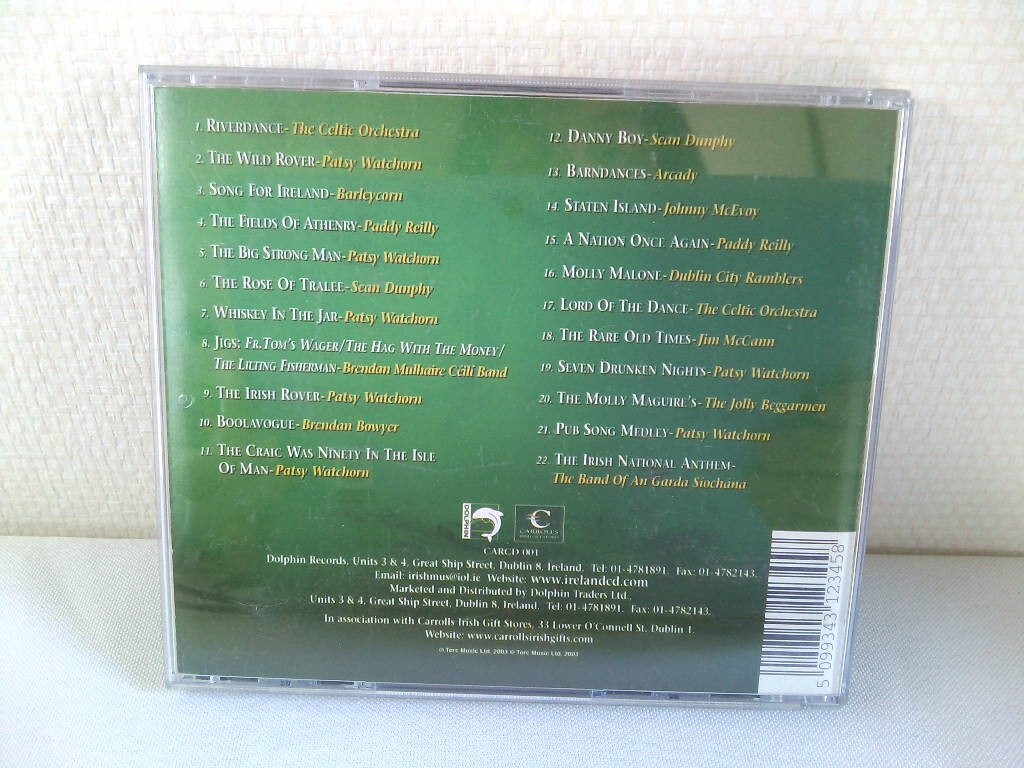 1. RIVERDANCE-The Celtic Orchestra
2. THE WILD ROVER-Patsy Watchorn
3. SONG FOR IRELAND-Barleycorn
4. THE FIELDS OF ATHENRY-Paddy Reilly
5. THE BIG STRONG MAN-Patsy Watchorn
6. THE ROSE OF TRALEE-Sean Dunphy
7. WHISKEY IN THE JAR-Patsy Watchorn
8. JIGS: FR.TOM'S WAGER/THE HAG WITH THE MONEY/
THE LILTING FISHERMAN-Brendan Mulhaire Céilí Band
9. THE IRISH ROVER-Patsy Watchorn
10. BOOLAVOGUE-Brendan Bowyer
11. THE CRAIC WAS NINETY IN THE ISLE
OF MAN-Patsy Watchorn
12. DANNY BOY-Sean Dunphy
13. BARNDANCES-Arcady
14. STATEN ISLAND-Johnny McEvoy
15. A NATION ONCE AGAIN-Paddy Reilly
16. MOLLY MALONE-Dublin City Ramblers
17. LORD OF THE DANCE-The Celtic Orchestra
18. THE RARE OLD TIMES-Jim McCann
19. SEVEN DRUNKEN NIGHTS-Patsy Watchorn
20. THE MOLLY MAGUIRE'S-The Jolly Beggarmen
21. PUB SONG MEDLEY-Patsy Watchorn
22. THE IRISH NATIONAL ANTHEM-
The Band Of An Garda Siochana
DOLPHIN
CARROLLS
IRISH GIFT STORES
CARCD 001
Dolphin Records, Units 3 & 4, Great Ship Street, Dublin 8, Ireland. Tel: 01-4781891. Fax: 01-4782143.
Email: irishmus@iol.ie Website: www.irelandcd.com
Marketed and Distributed by Dolphin Traders Ltd.,
Units 3 & 4, Great Ship Street, Dublin 8, Ireland. Tel: 01-4781891. Fax: 01-4782143.
In association with Carrolls Irish Gift Stores, 33 Lower O'Connell St. Dublin 1.
Website: www.carrollsirishgifts.com
℗ Torc Music Ltd. 2003 © Torc Music Ltd. 2003
5 099343 123458